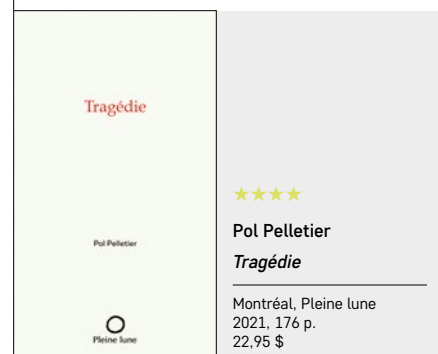 Tragédie
Pol Pelletier
Pleine lune
★★★★
Pol Pelletier
Tragédie
Montréal, Pleine lune
2021, 176 p.
22,95 $